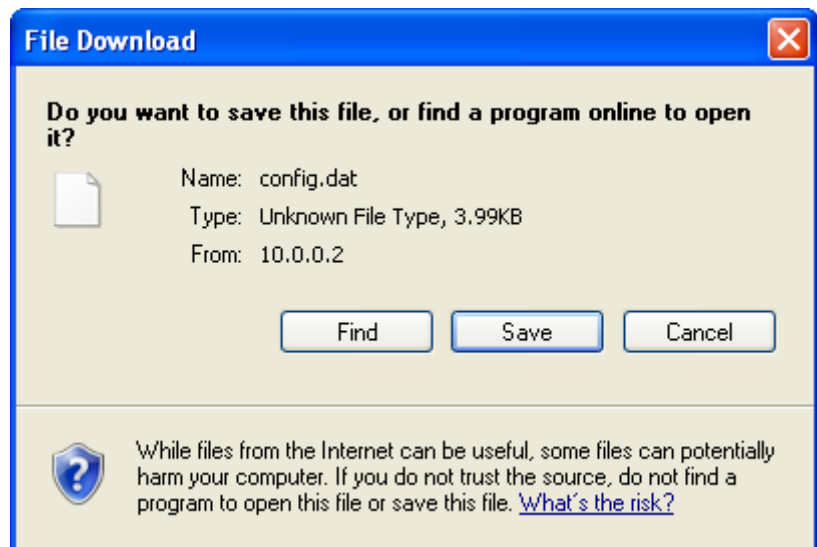 File Download
Do you want to save this file, or find a program online to open
it?
Name: config.dat
Type: Unknown File Type, 3.99KB
From: 10.0.0.2
Find Save Cancel
While files from the Internet can be useful, some files can potentially
harm your computer. If you do not trust the source, do not find a
program to open this file or save this file. What's the risk?